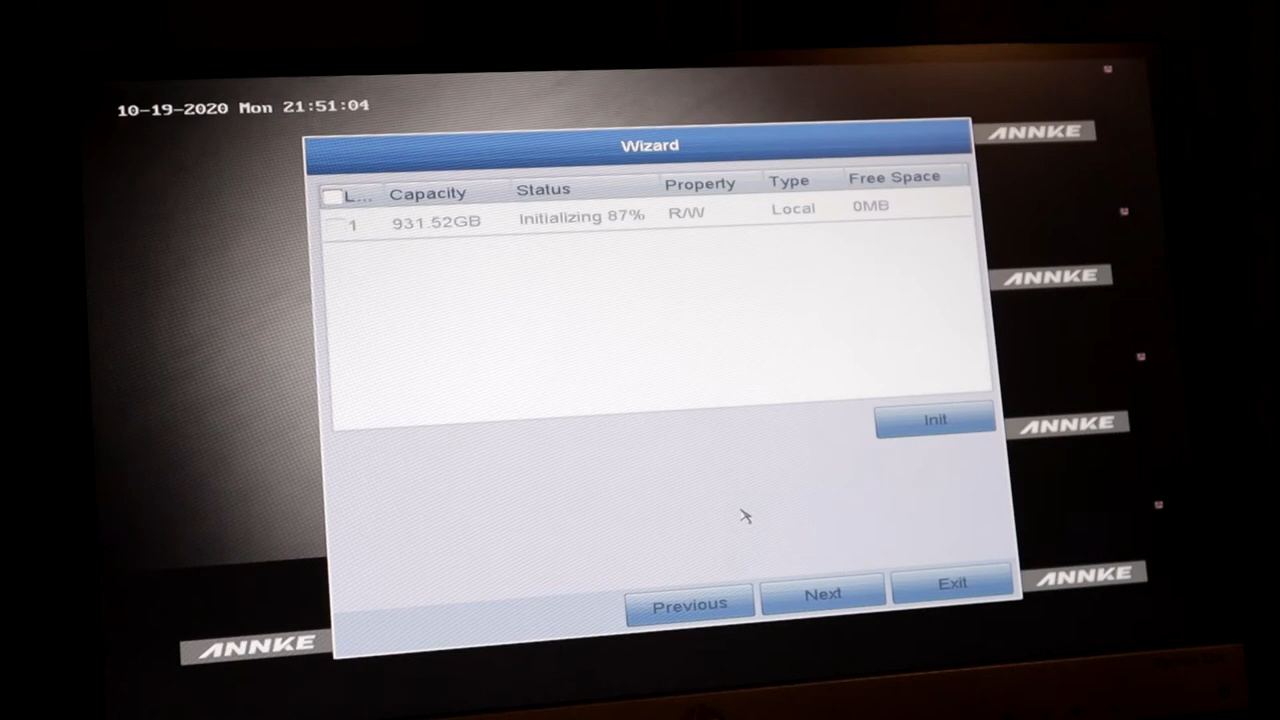 10-19-2020 Mon 21:51:04
ANNKE
Wizard
L... Capacity Status Property Type Free Space
1 931.52GB Initializing 87% R/W Local 0MB
ANNKE
Init
ANNKE
Previous Next Exit
ANNKE
ANNKE